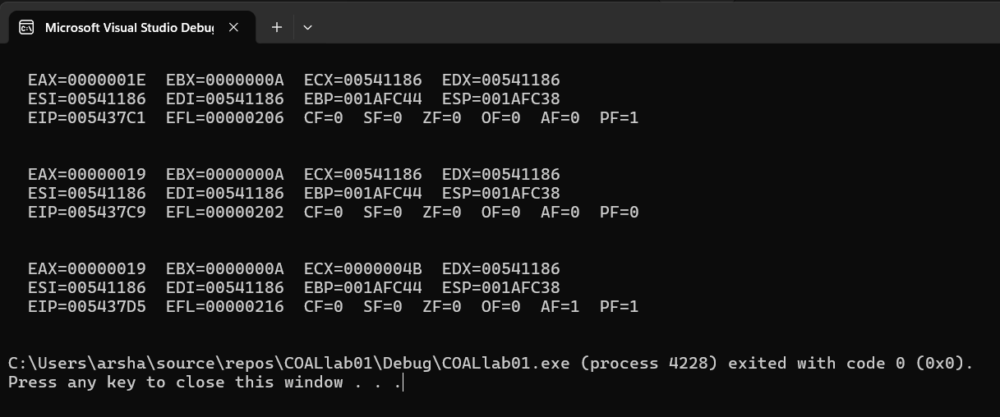 Microsoft Visual Studio Debug
EAX=0000001E  EBX=0000000A  ECX=00541186  EDX=00541186
ESI=00541186  EDI=00541186  EBP=001AFC44  ESP=001AFC38
EIP=005437C1  EFL=00000206  CF=0  SF=0  ZF=0  OF=0  AF=0  PF=1
EAX=00000019  EBX=0000000A  ECX=00541186  EDX=00541186
ESI=00541186  EDI=00541186  EBP=001AFC44  ESP=001AFC38
EIP=005437C9  EFL=00000202  CF=0  SF=0  ZF=0  OF=0  AF=0  PF=0
EAX=00000019  EBX=0000000A  ECX=0000004B  EDX=00541186
ESI=00541186  EDI=00541186  EBP=001AFC44  ESP=001AFC38
EIP=005437D5  EFL=00000216  CF=0  SF=0  ZF=0  OF=0  AF=1  PF=1
C:\Users\arsha\source\repos\COALlab01\Debug\COALlab01.exe (process 4228) exited with code 0 (0x0).
Press any key to close this window . . .